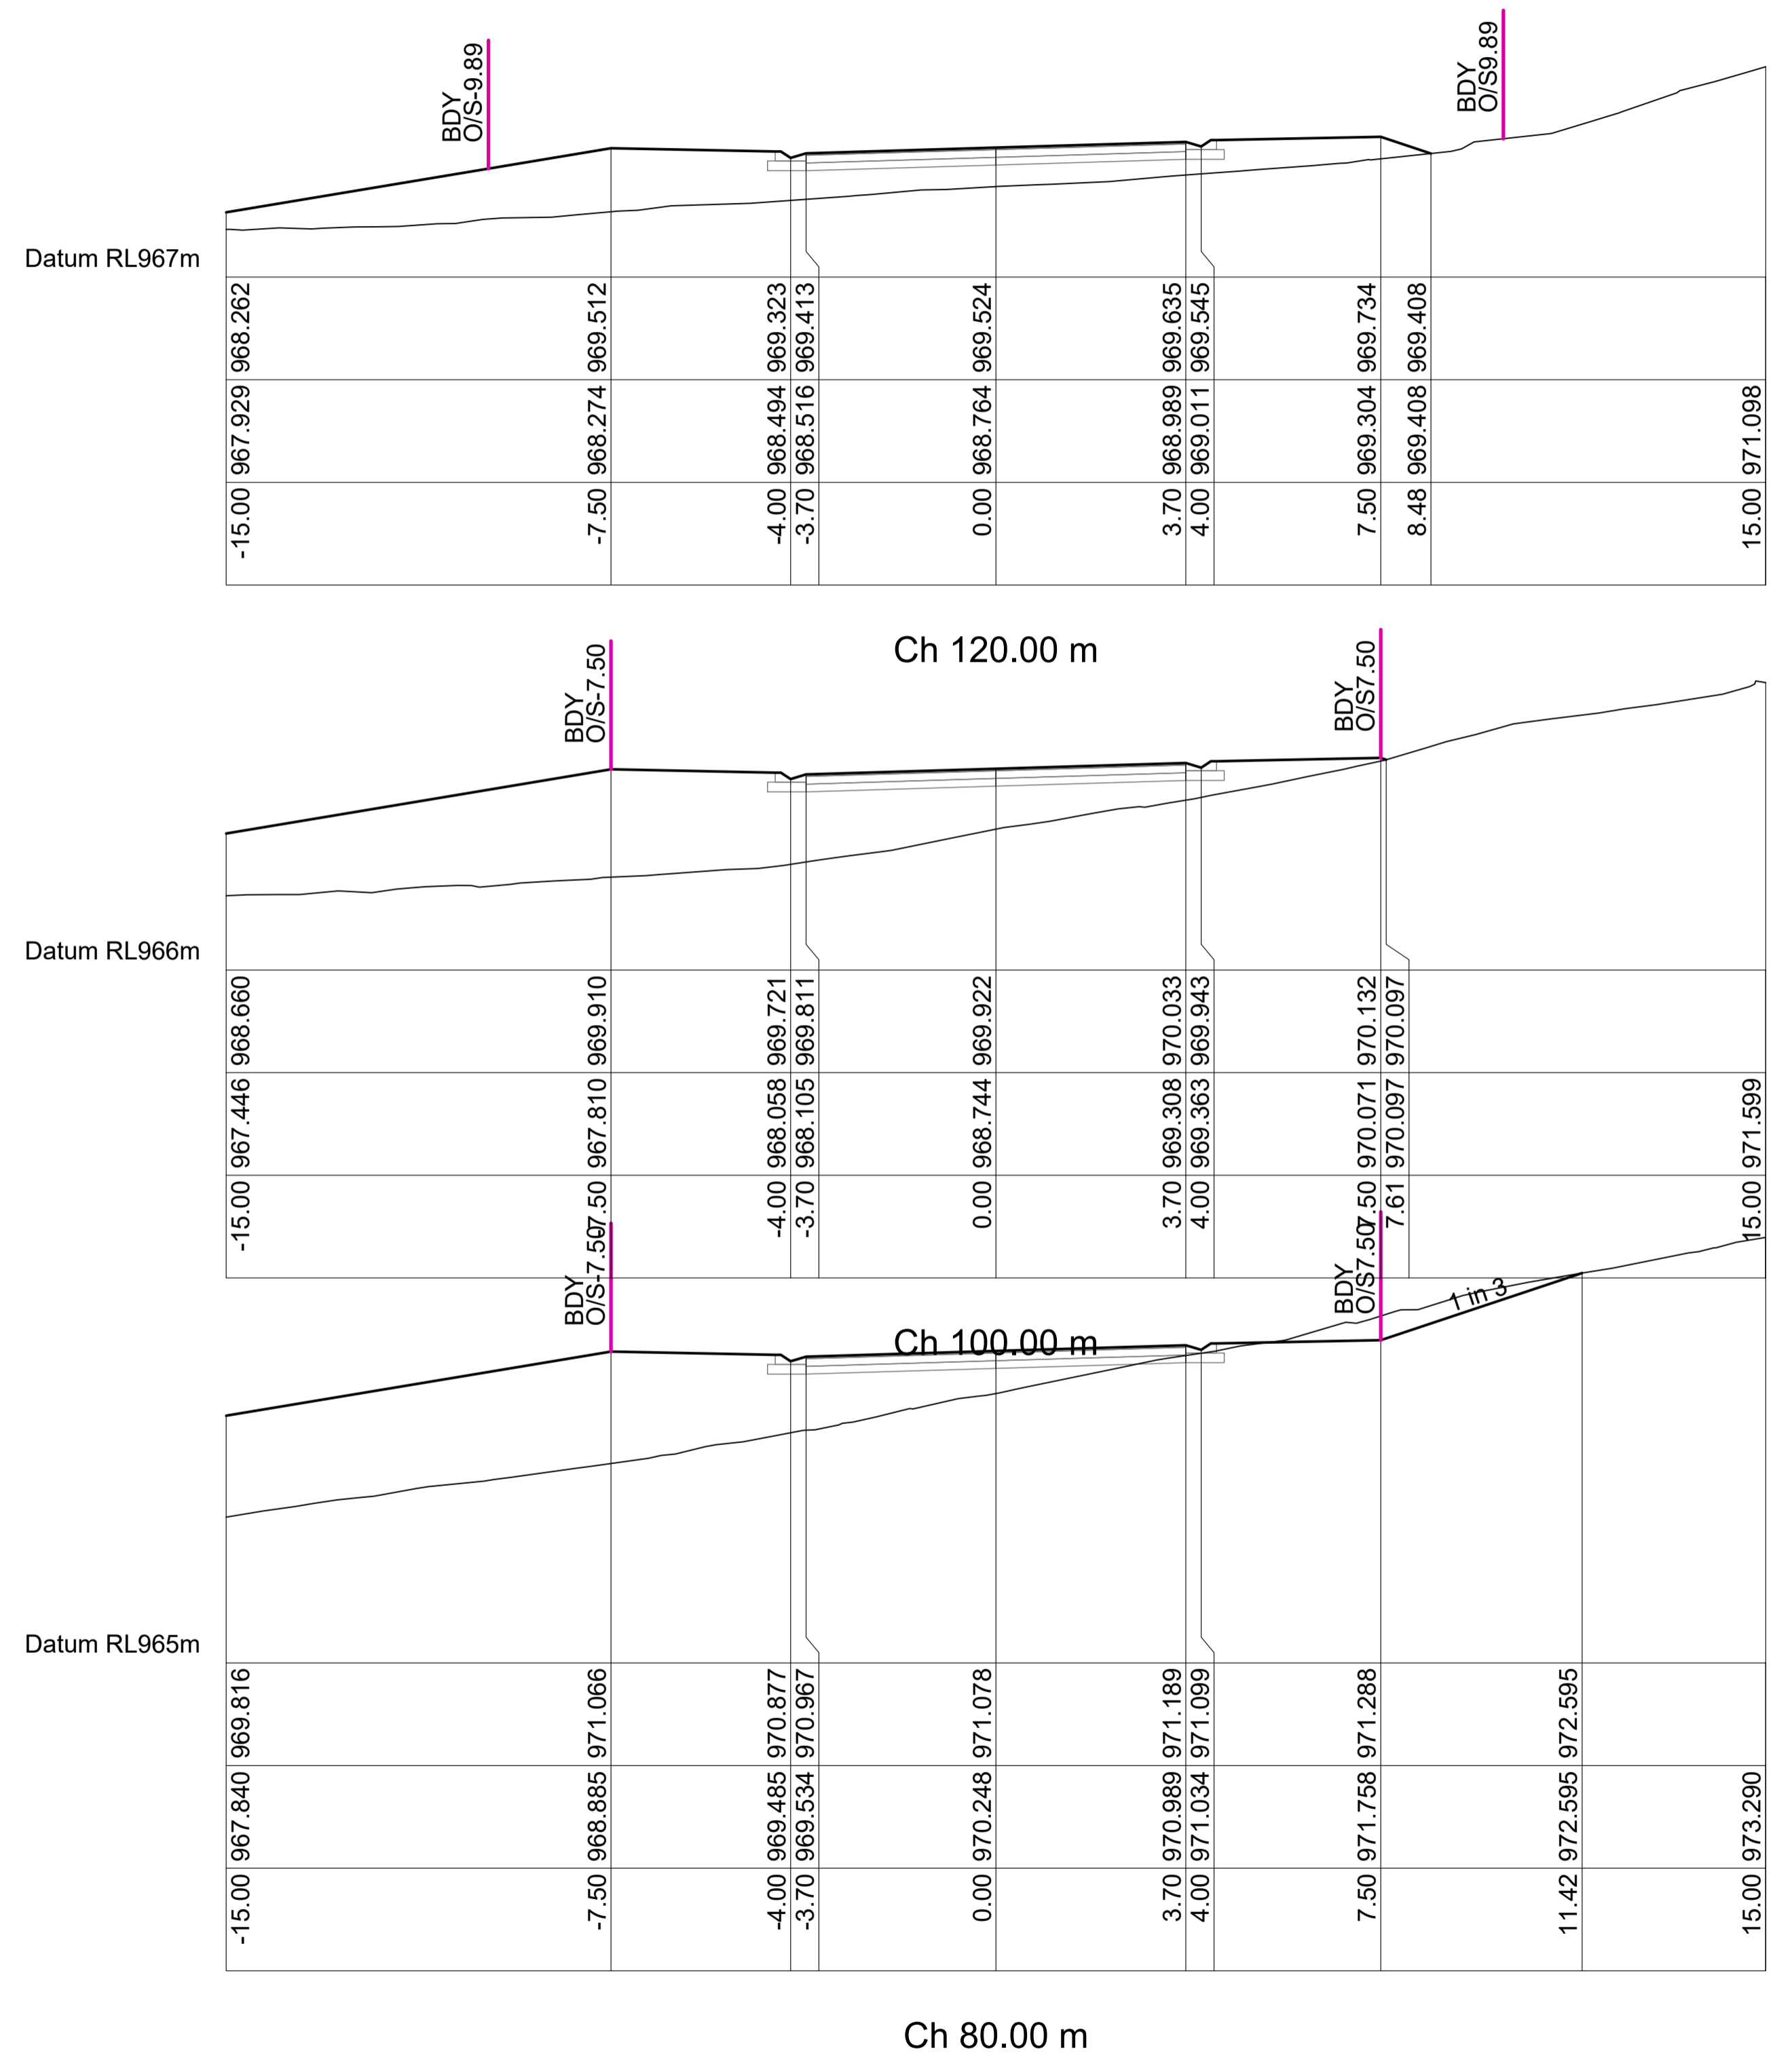 BDY
O/S-9.89
BDY
O/S9.89
Datum RL967m
968.262 969.512 969.323 969.413 969.524 969.635 969.545 969.734 969.408
967.929 968.274 968.494 968.516 968.764 968.989 969.011 969.304 969.408 971.098
-15.00 -7.50 -4.00 -3.70 0.00 3.70 4.00 7.50 8.48 15.00
Ch 120.00 m
BDY
O/S-7.50
BDY
O/S7.50
Datum RL966m
968.660 969.910 969.721 969.811 969.922 970.033 969.943 970.132 970.097
967.446 967.810 968.058 968.105 968.744 969.308 969.363 970.071 970.097 971.599
-15.00 -7.50 -4.00 -3.70 0.00 3.70 4.00 7.50 7.61 15.00
Ch 100.00 m
BDY
O/S-7.50
BDY
O/S7.50
1 in 3
Datum RL965m
969.816 971.066 970.877 970.967 971.078 971.189 971.099 971.288 972.595
967.840 968.885 969.485 969.534 970.248 970.989 971.034 971.758 972.595 973.290
-15.00 -7.50 -4.00 -3.70 0.00 3.70 4.00 7.50 11.42 15.00
Ch 80.00 m